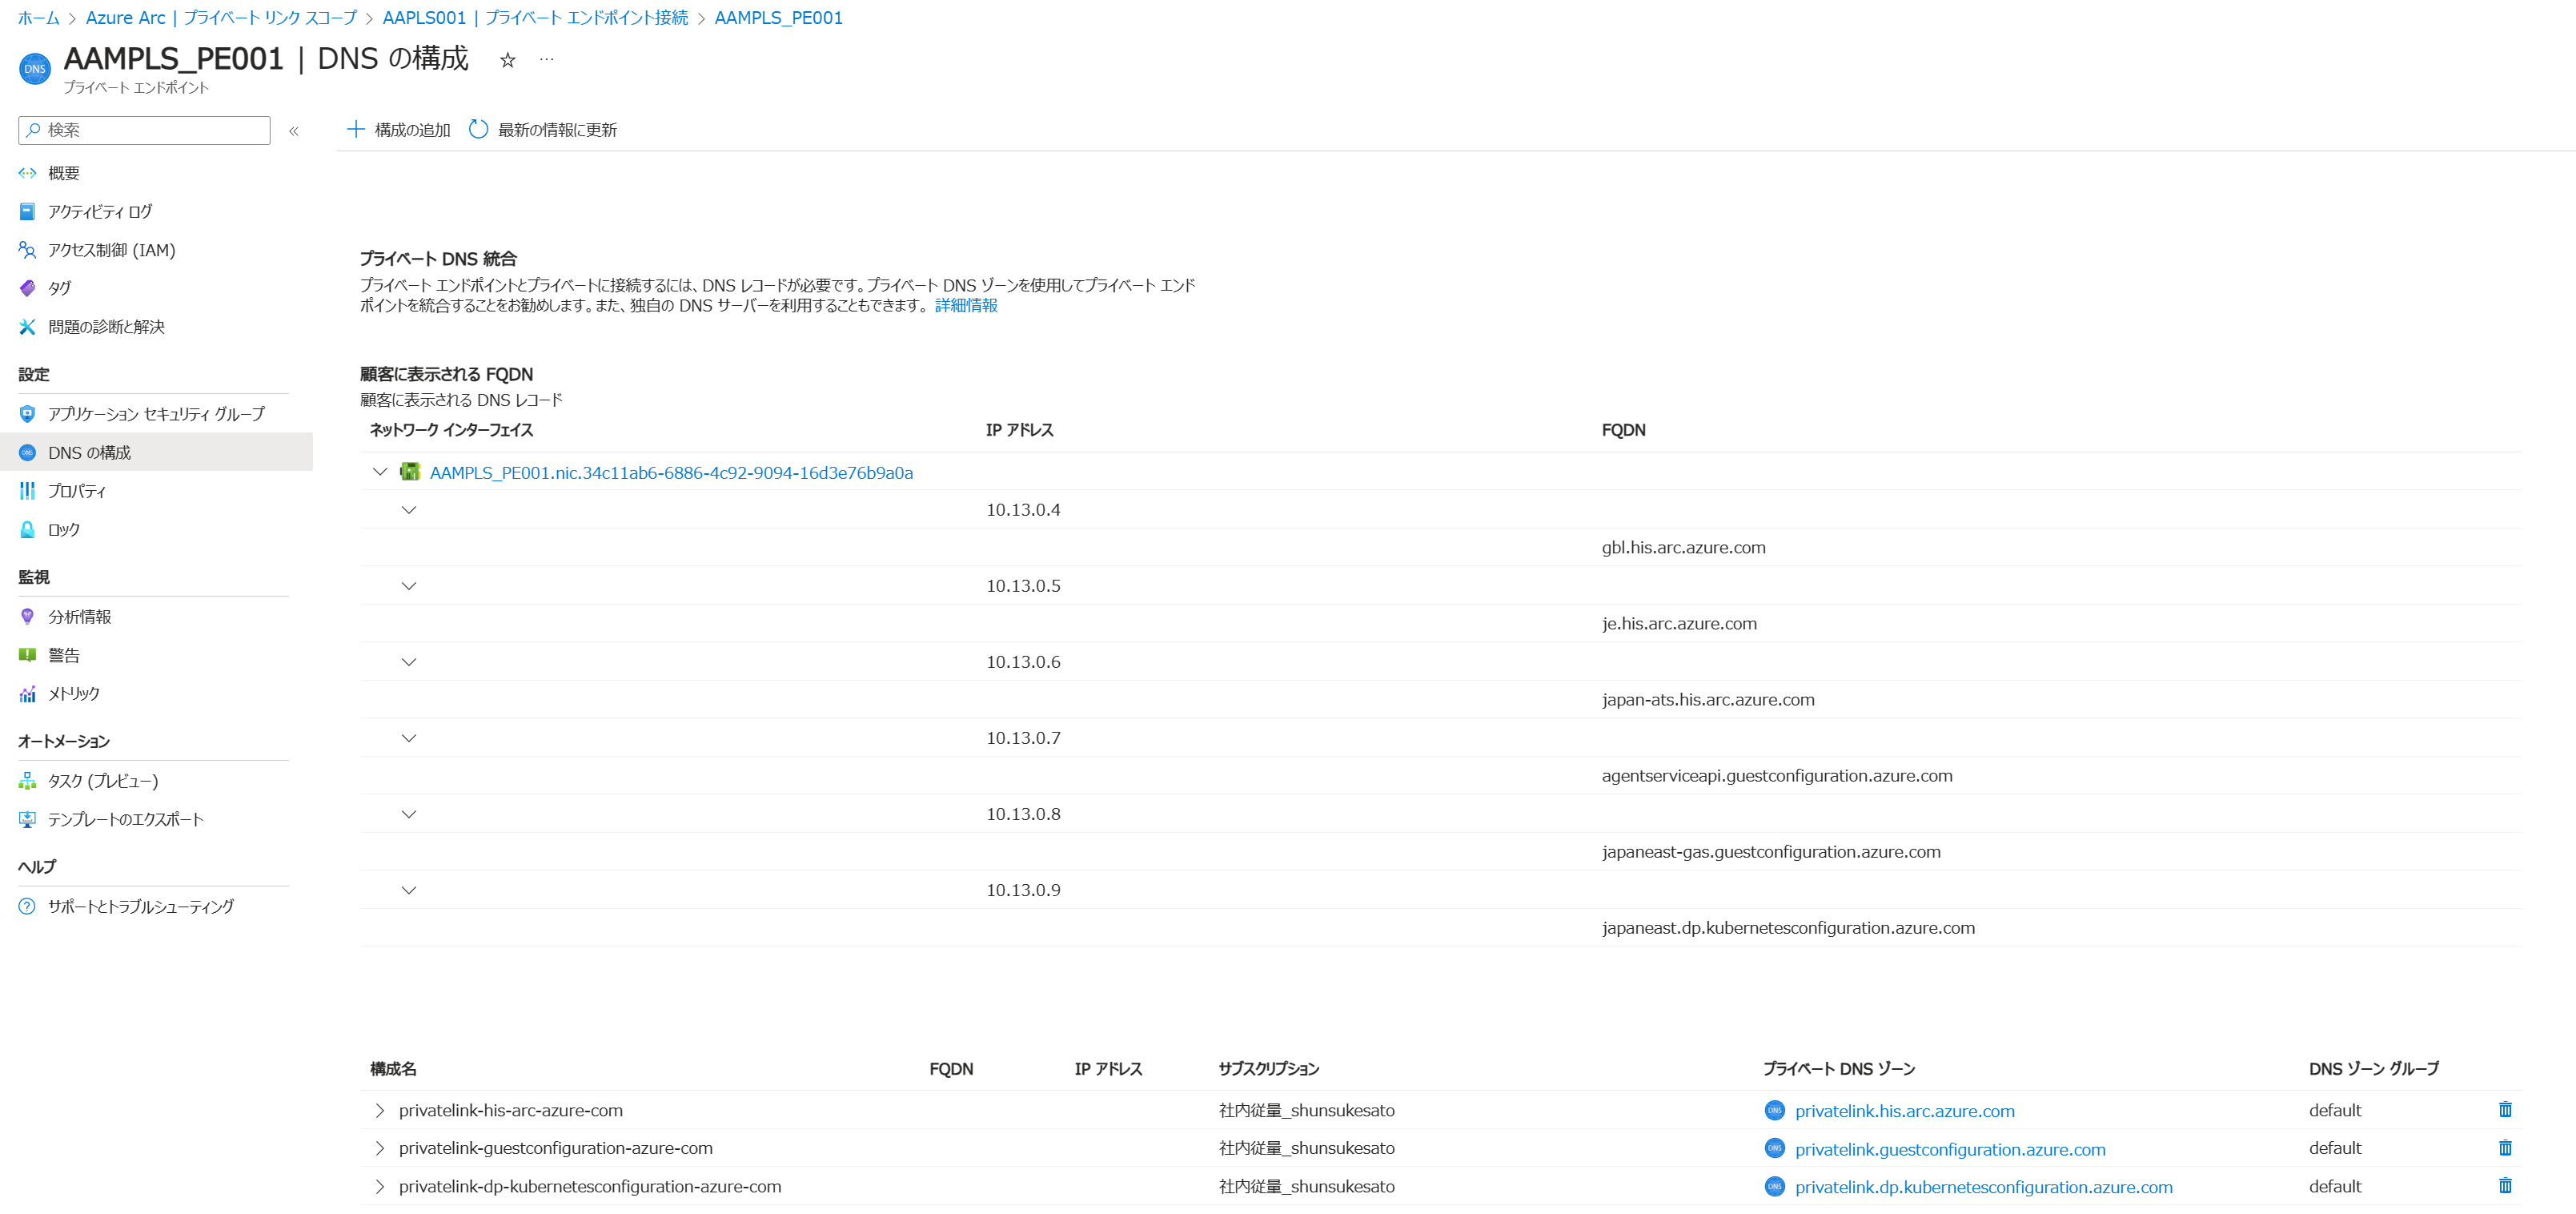 ホーム > Azure Arc | プライベート リンク スコープ > AAPLS001 | プライベート エンドポイント接続 > AAMPLS_PE001
AAMPLS_PE001 | DNS の構成 ☆ …
プライベート エンドポイント
検索 «
概要
アクティビティ ログ
アクセス制御 (IAM)
タグ
問題の診断と解決
設定
アプリケーション セキュリティ グループ
DNS の構成
プロパティ
ロック
監視
分析情報
警告
メトリック
オートメーション
タスク (プレビュー)
テンプレートのエクスポート
ヘルプ
サポートとトラブルシューティング
構成の追加 最新の情報に更新
プライベート DNS 統合
プライベート エンドポイントとプライベートに接続するには、DNS レコードが必要です。プライベート DNS ゾーンを使用してプライベート エンド
ポイントを統合することをお勧めします。また、独自の DNS サーバーを利用することもできます。 詳細情報
顧客に表示される FQDN
顧客に表示される DNS レコード
ネットワーク インターフェイス IP アドレス FQDN
AAMPLS_PE001.nic.34c11ab6-6886-4c92-9094-16d3e76b9a0a
10.13.0.4
gbl.his.arc.azure.com
10.13.0.5
je.his.arc.azure.com
10.13.0.6
japan-ats.his.arc.azure.com
10.13.0.7
agentserviceapi.guestconfiguration.azure.com
10.13.0.8
japaneast-gas.guestconfiguration.azure.com
10.13.0.9
japaneast.dp.kubernetesconfiguration.azure.com
構成名 FQDN IP アドレス サブスクリプション プライベート DNS ゾーン DNS ゾーン グループ
privatelink-his-arc-azure-com 社内従量_shunsukesato privatelink.his.arc.azure.com default
privatelink-guestconfiguration-azure-com 社内従量_shunsukesato privatelink.guestconfiguration.azure.com default
privatelink-dp-kubernetesconfiguration-azure-com 社内従量_shunsukesato privatelink.dp.kubernetesconfiguration.azure.com default